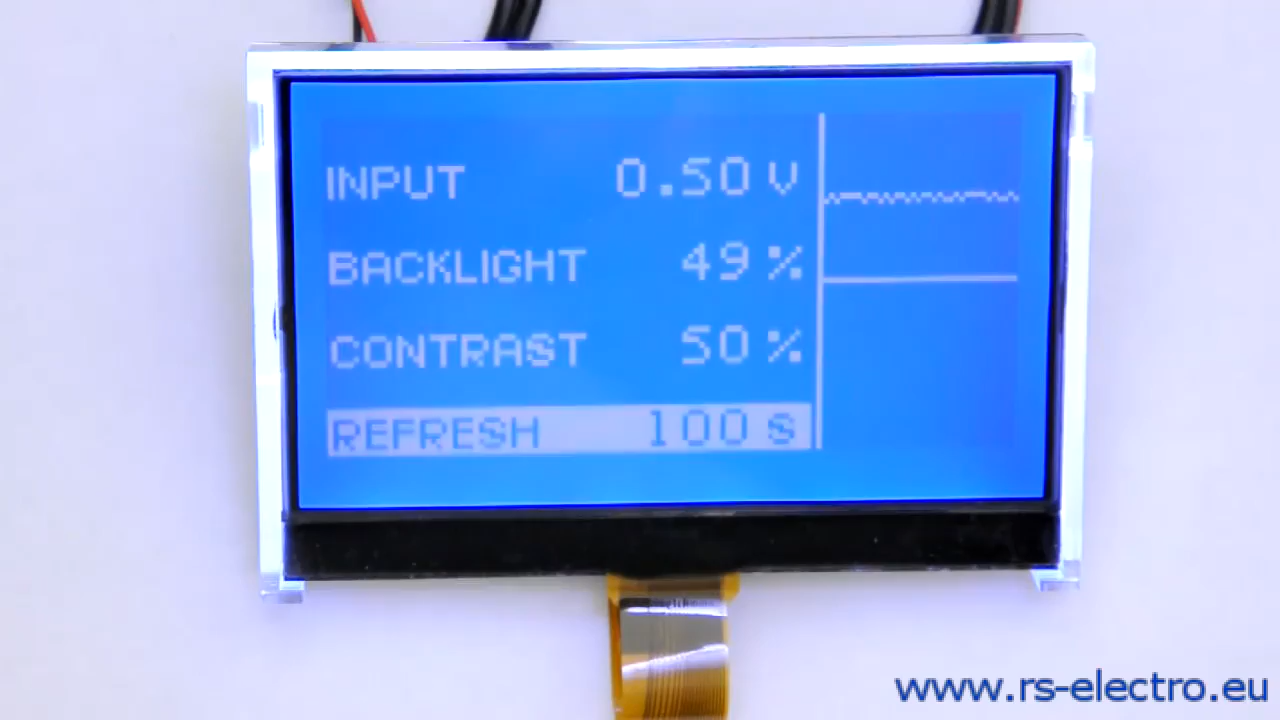 INPUT 0.50 V
BACKLIGHT 49 %
CONTRAST 50 %
REFRESH 100 s
www.rs-electro.eu